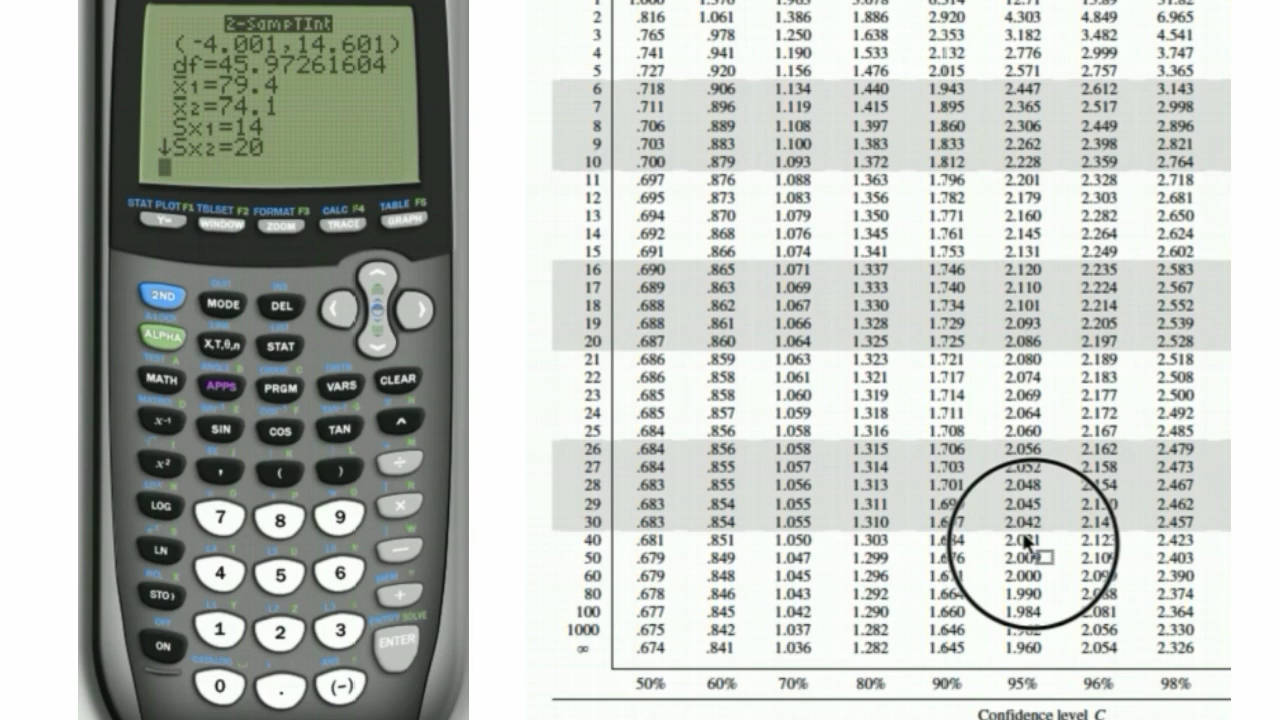 2-SampTInt
(-4.001,14.601)
df=45.97261604
x̄1=79.4
x̄2=74.1
Sx1=14
↓Sx2=20
STAT PLOT F1 TBLSET F2 FORMAT F3 CALC F4 TABLE F5
Y= WINDOW ZOOM TRACE GRAPH
2ND MODE DEL
A-LOCK
ALPHA X,T,θ,n STAT
TEST A
MATH APPS PRGM VARS CLEAR
x⁻¹ SIN COS TAN ^
x² , ( ) ÷
LOG 7 8 9 ×
LN 4 5 6 —
STO› 1 2 3 +
ON 0 . (-) ENTER
2 .816 1.061 1.386 1.886 2.920 4.303 4.849 6.965
3 .765 .978 1.250 1.638 2.353 3.182 3.482 4.541
4 .741 .941 1.190 1.533 2.132 2.776 2.999 3.747
5 .727 .920 1.156 1.476 2.015 2.571 2.757 3.365
6 .718 .906 1.134 1.440 1.943 2.447 2.612 3.143
7 .711 .896 1.119 1.415 1.895 2.365 2.517 2.998
8 .706 .889 1.108 1.397 1.860 2.306 2.449 2.896
9 .703 .883 1.100 1.383 1.833 2.262 2.398 2.821
10 .700 .879 1.093 1.372 1.812 2.228 2.359 2.764
11 .697 .876 1.088 1.363 1.796 2.201 2.328 2.718
12 .695 .873 1.083 1.356 1.782 2.179 2.303 2.681
13 .694 .870 1.079 1.350 1.771 2.160 2.282 2.650
14 .692 .868 1.076 1.345 1.761 2.145 2.264 2.624
15 .691 .866 1.074 1.341 1.753 2.131 2.249 2.602
16 .690 .865 1.071 1.337 1.746 2.120 2.235 2.583
17 .689 .863 1.069 1.333 1.740 2.110 2.224 2.567
18 .688 .862 1.067 1.330 1.734 2.101 2.214 2.552
19 .688 .861 1.066 1.328 1.729 2.093 2.205 2.539
20 .687 .860 1.064 1.325 1.725 2.086 2.197 2.528
21 .686 .859 1.063 1.323 1.721 2.080 2.189 2.518
22 .686 .858 1.061 1.321 1.717 2.074 2.183 2.508
23 .685 .858 1.060 1.319 1.714 2.069 2.177 2.500
24 .685 .857 1.059 1.318 1.711 2.064 2.172 2.492
25 .684 .856 1.058 1.316 1.708 2.060 2.167 2.485
26 .684 .856 1.058 1.315 1.706 2.056 2.162 2.479
27 .684 .855 1.057 1.314 1.703 2.052 2.158 2.473
28 .683 .855 1.056 1.313 1.701 2.048 2.154 2.467
29 .683 .854 1.055 1.311 2.045 2.462
30 .683 .854 1.055 1.310 2.042 2.457
40 .681 .851 1.050 1.303 2.423
50 .679 .849 1.047 1.299 2.403
60 .679 .848 1.045 1.296 2.000 2.390
80 .678 .846 1.043 1.292 1.664 1.990 2.374
100 .677 .845 1.042 1.290 1.660 1.984 2.081 2.364
1000 .675 .842 1.037 1.282 1.646 1.962 2.056 2.330
∞ .674 .841 1.036 1.282 1.645 1.960 2.054 2.326
50% 60% 70% 80% 90% 95% 96% 98%
Confidence level C